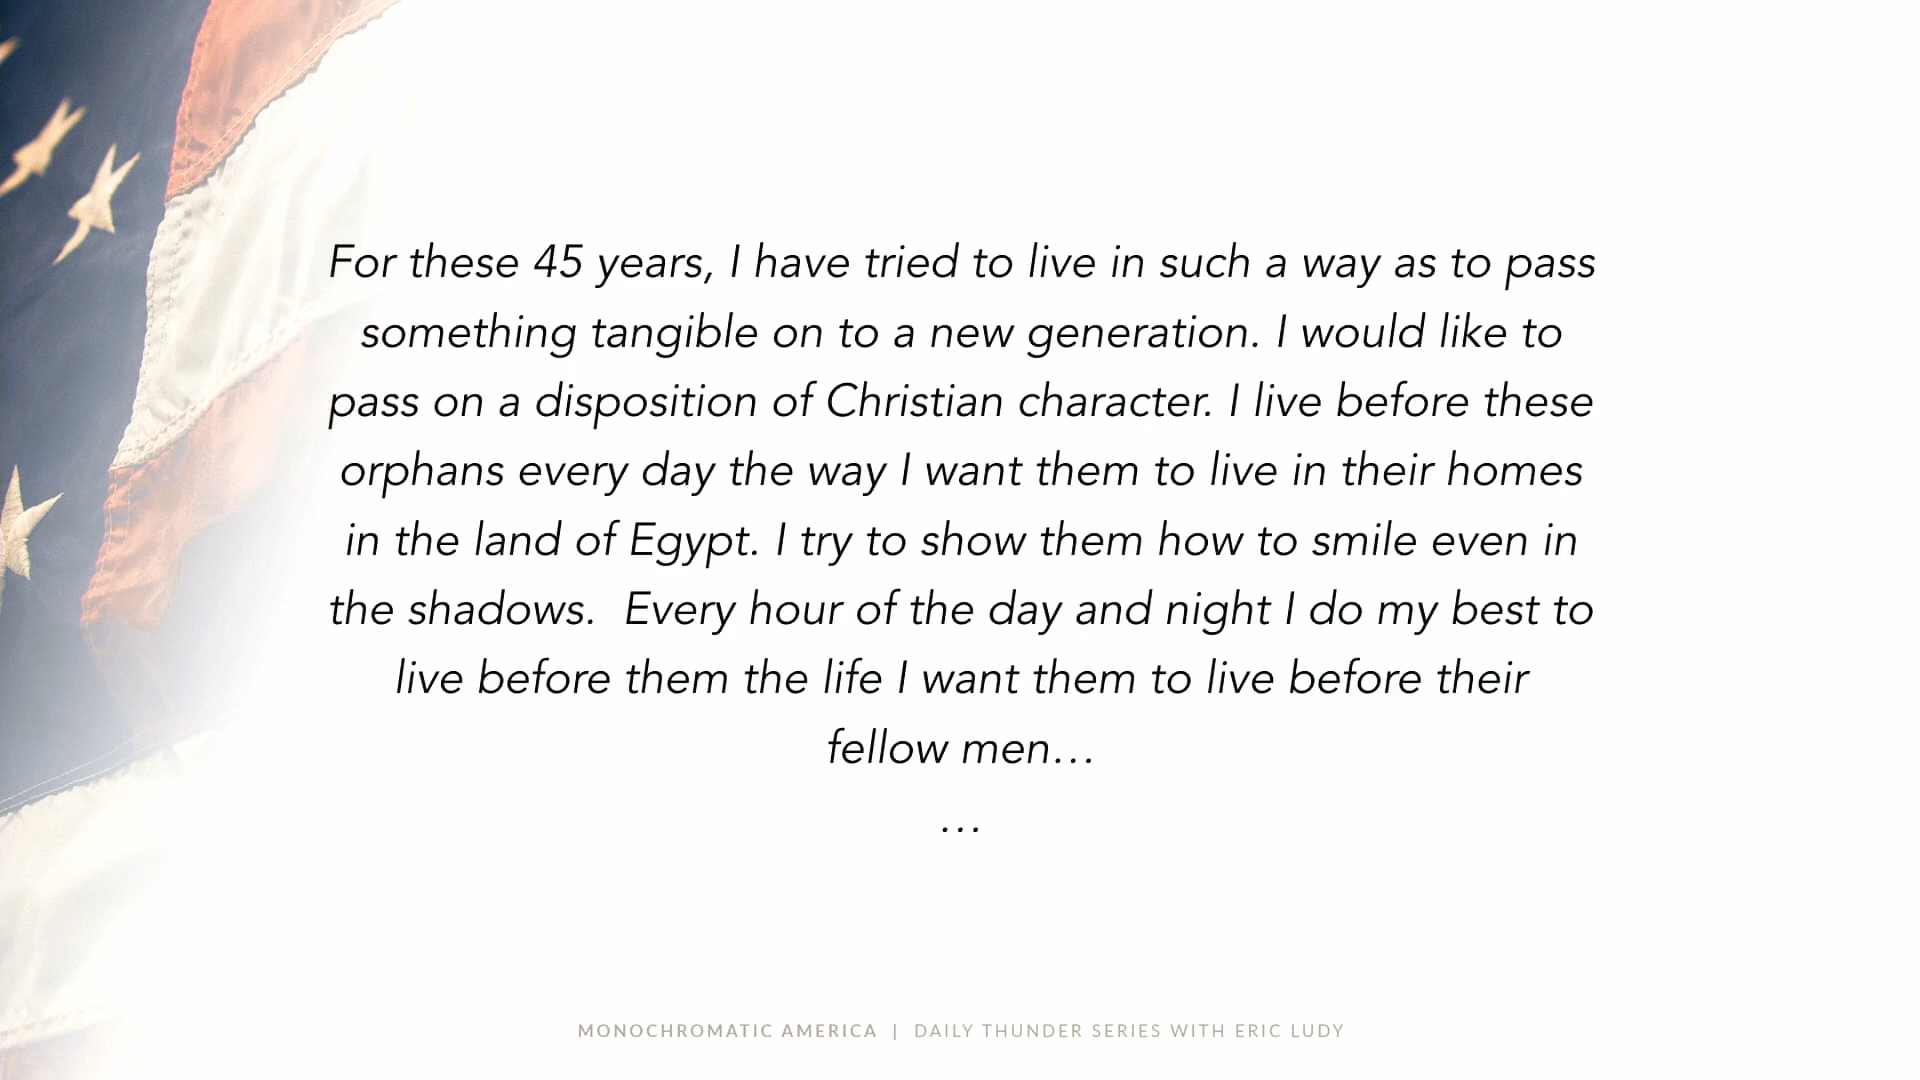 For these 45 years, I have tried to live in such a way as to pass
something tangible on to a new generation. I would like to
pass on a disposition of Christian character. I live before these
orphans every day the way I want them to live in their homes
in the land of Egypt. I try to show them how to smile even in
the shadows.  Every hour of the day and night I do my best to
live before them the life I want them to live before their
fellow men…
…
MONOCHROMATIC AMERICA | DAILY THUNDER SERIES WITH ERIC LUDY